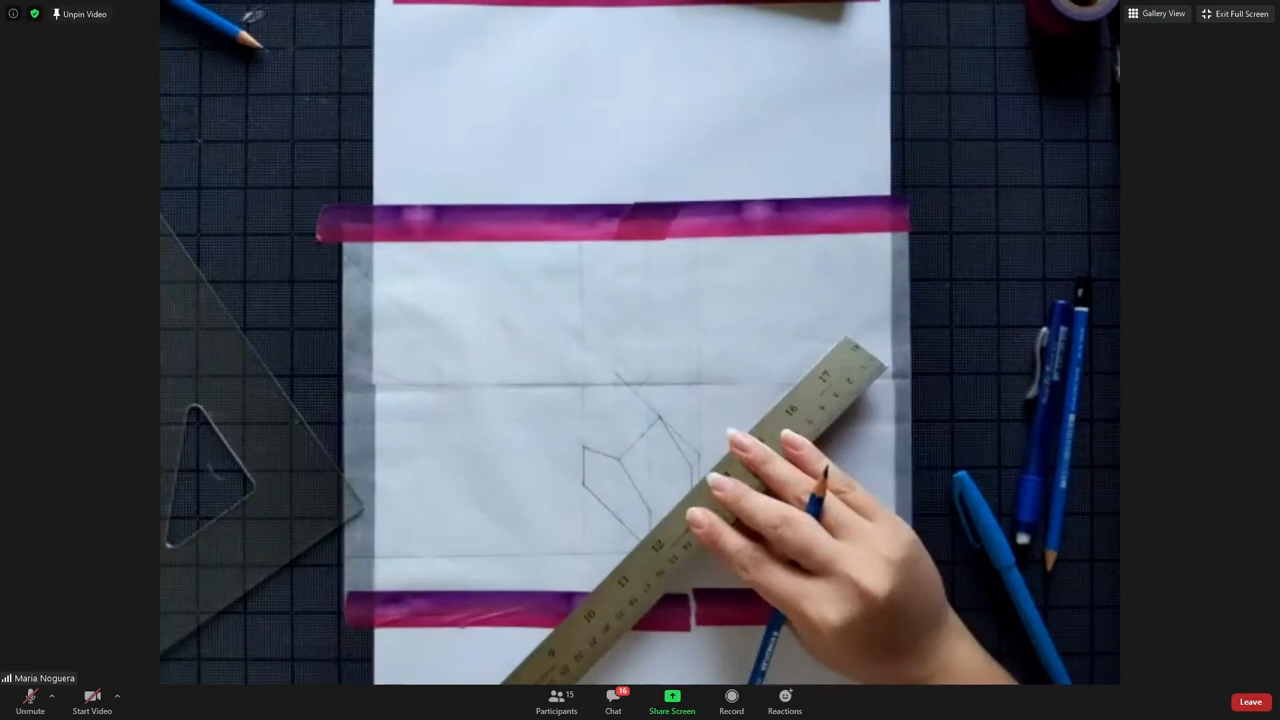 Unpin Video
Gallery View
Exit Full Screen
17
16
12
11
10
9
Maria Noguera
Unmute
Start Video
15
Participants
16
Chat
Share Screen
Record
Reactions
Leave